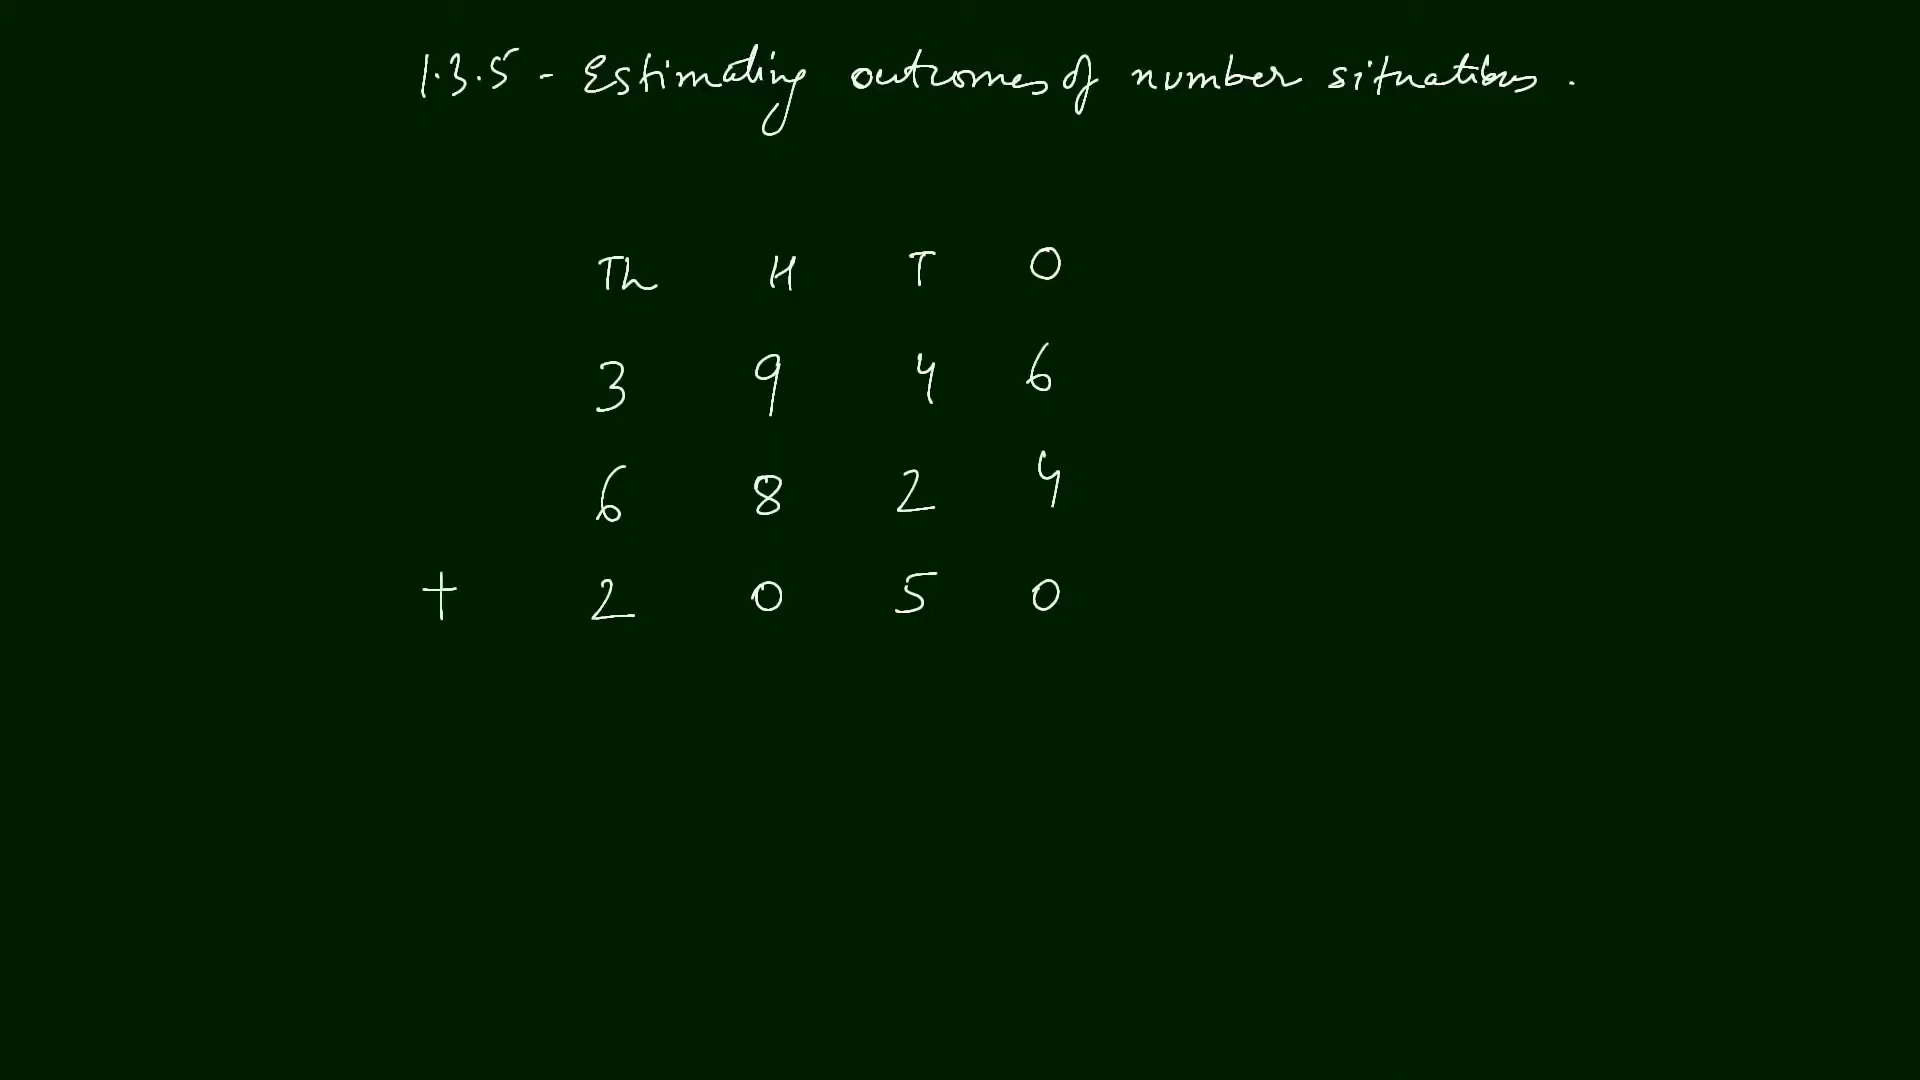 1.3.5 - Estimating outcomes of number situations.
Th H T O
3 9 4 6
6 8 2 4
+ 2 0 5 0